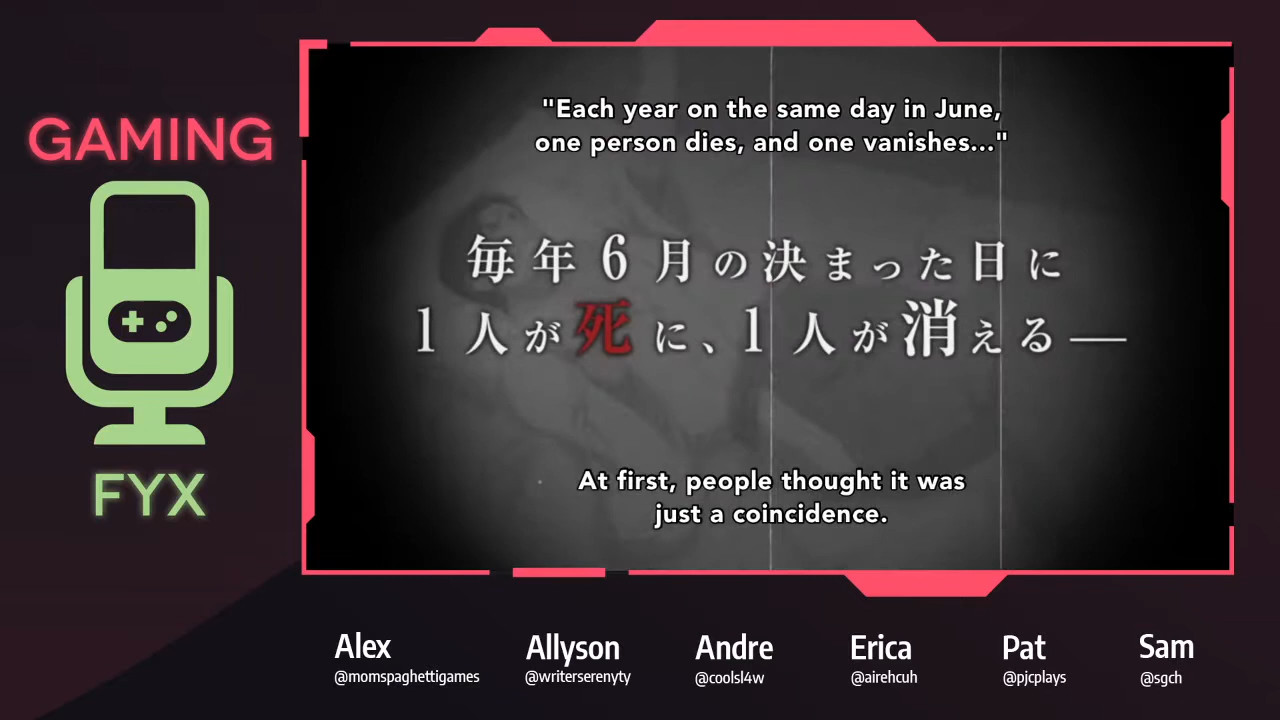 GAMING
FYX
"Each year on the same day in June,
one person dies, and one vanishes..."
毎年6月の決まった日に
1人が死に、1人が消える―
At first, people thought it was
just a coincidence.
Alex
@momspaghettigames
Allyson
@writerserenyty
Andre
@coolsl4w
Erica
@airehcuh
Pat
@pjcplays
Sam
@sgch